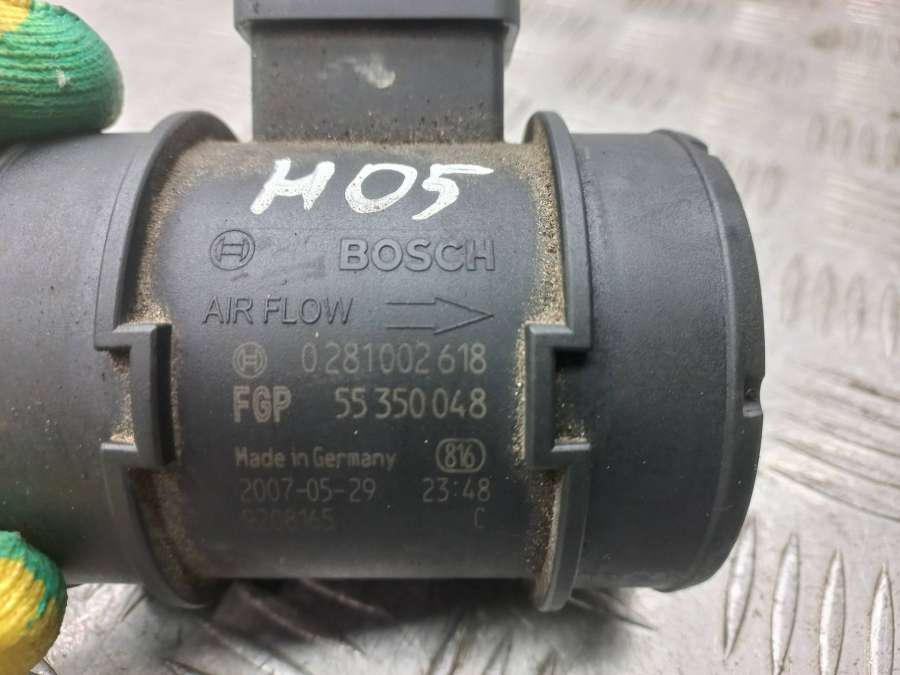 H05
BOSCH
AIR FLOW
0 281 002 618
FGP 55 350 048
Made in Germany 816
2007-05-29 23:48
9208165 C